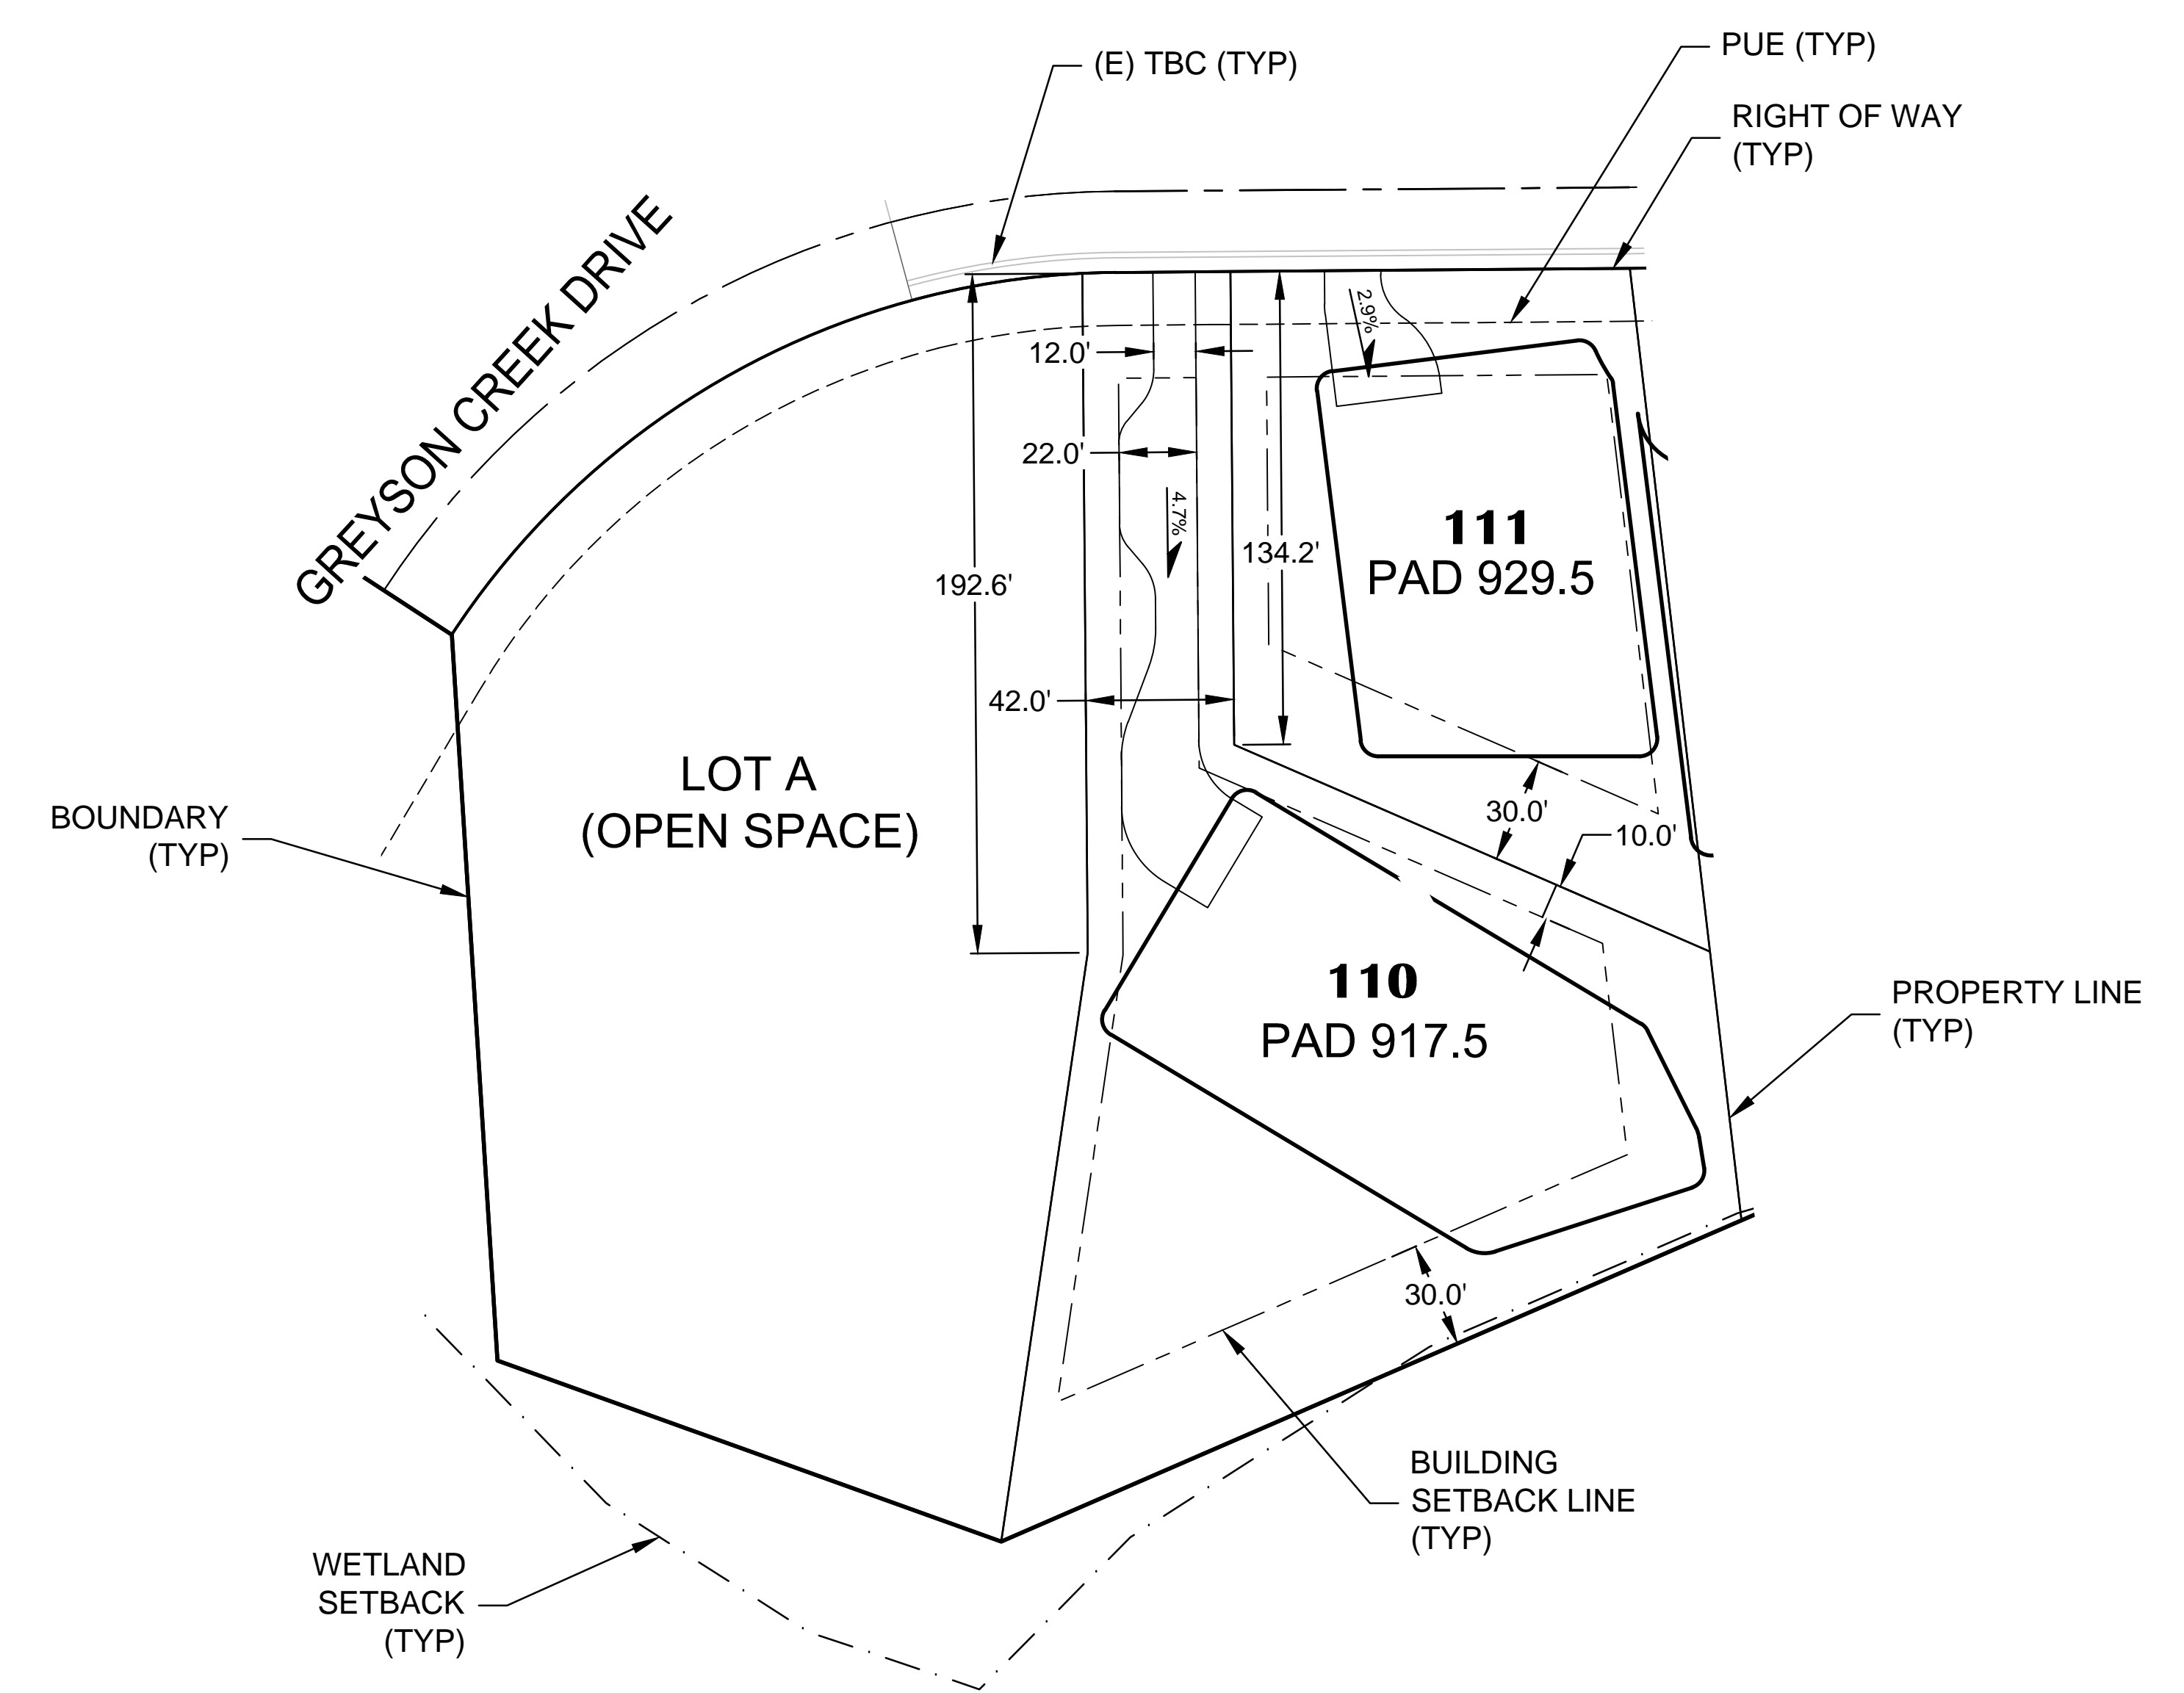 PUE (TYP)
(E) TBC (TYP)
RIGHT OF WAY
(TYP)
GREYSON CREEK DRIVE
2.9%
12.0'
22.0'
4.7%
111
PAD 929.5
134.2'
192.6'
42.0'
LOT A
(OPEN SPACE)
BOUNDARY
(TYP)
30.0'
10.0'
110
PAD 917.5
PROPERTY LINE
(TYP)
30.0'
BUILDING
SETBACK LINE
(TYP)
WETLAND
SETBACK
(TYP)